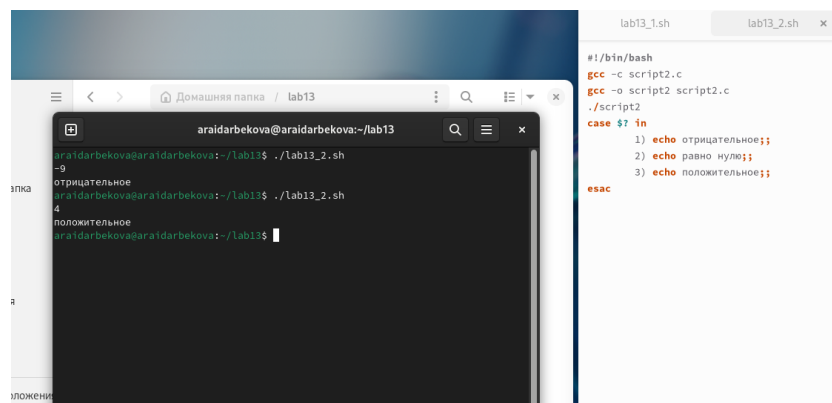 lab13_1.sh
lab13_2.sh
Домашняя папка / lab13
araidarbekova@araidarbekova:~/lab13
araidarbekova@araidarbekova:~/lab13$ ./lab13_2.sh
-9
отрицательное
araidarbekova@araidarbekova:~/lab13$ ./lab13_2.sh
4
положительное
araidarbekova@araidarbekova:~/lab13$
апка
я
оложения
#!/bin/bash
gcc -c script2.c
gcc -o script2 script2.c
./script2
case $? in
1) echo отрицательное;;
2) echo равно нулю;;
3) echo положительное;;
esac